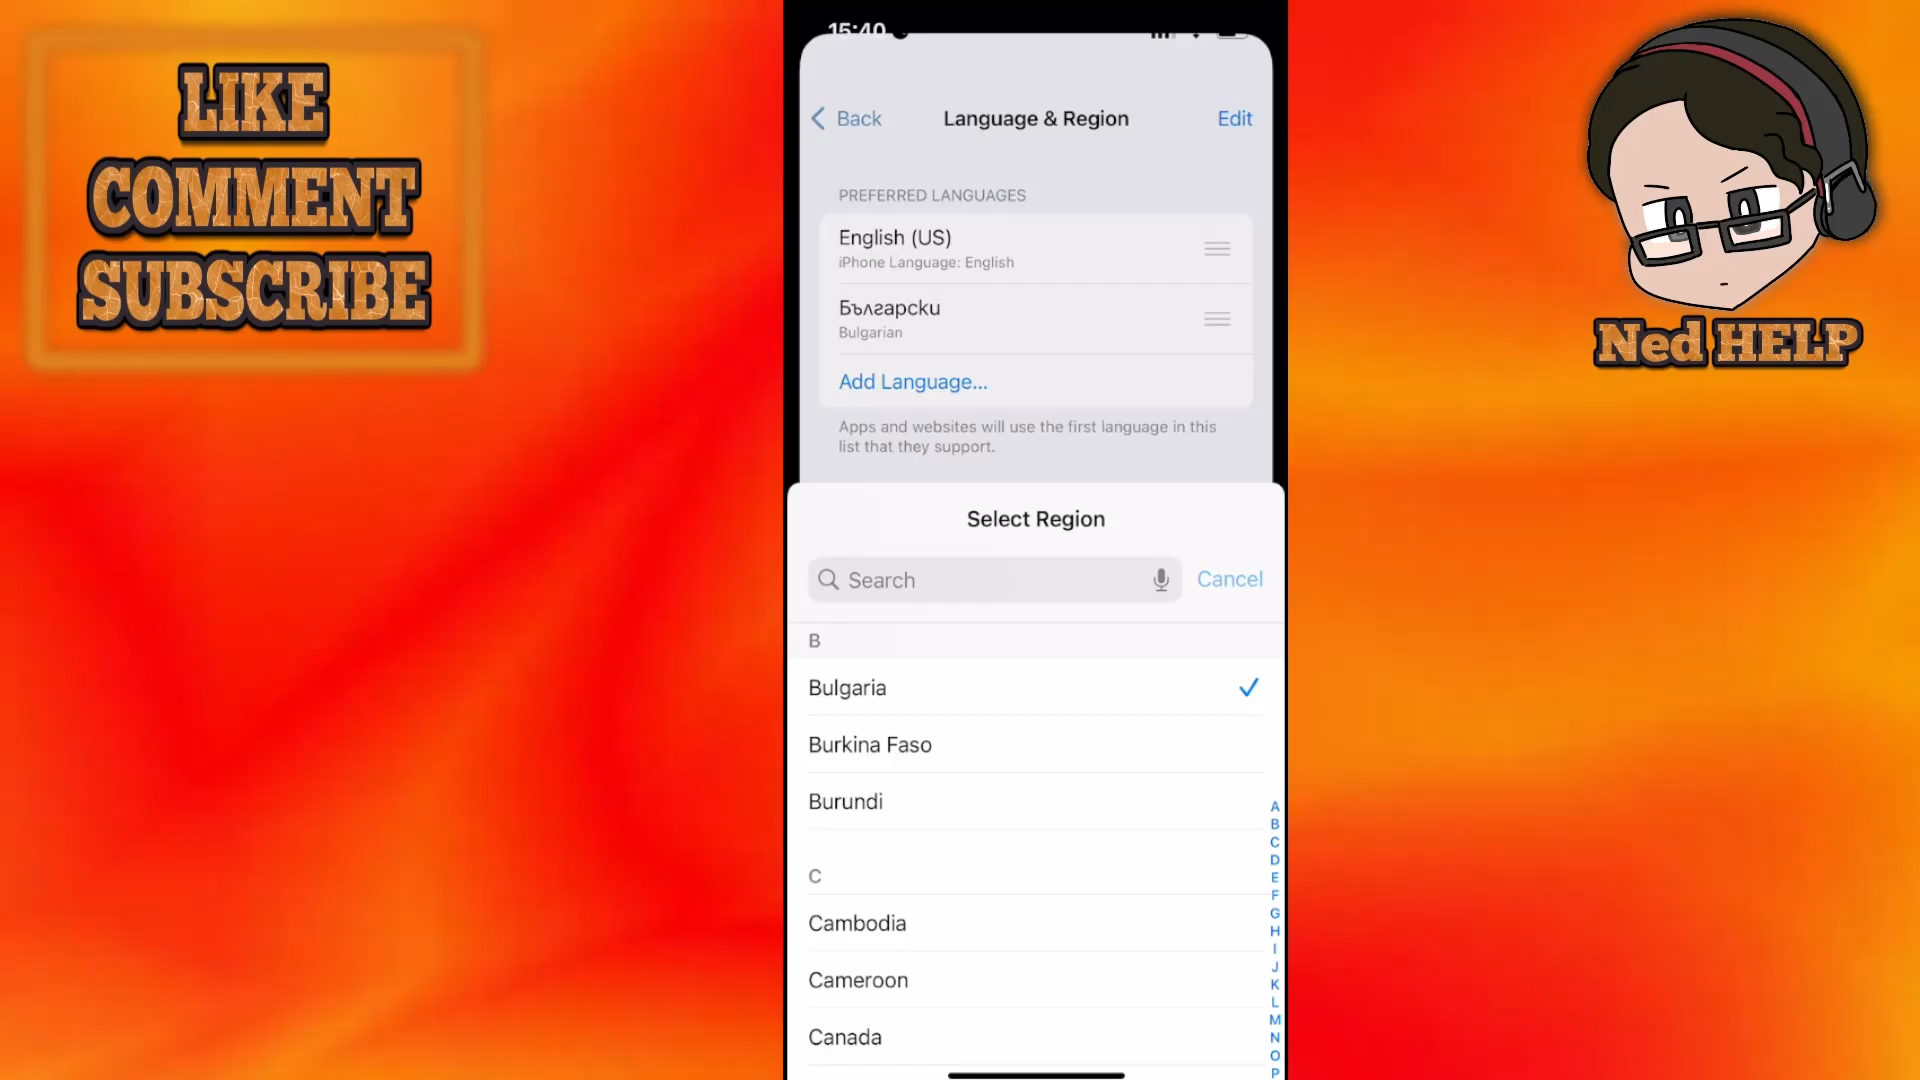 LIKE
COMMENT
SUBSCRIBE
15:40
Back
Language & Region
Edit
PREFERRED LANGUAGES
English (US)
iPhone Language: English
Български
Bulgarian
Add Language...
Apps and websites will use the first language in this
list that they support.
Select Region
Search
Cancel
B
Bulgaria
Burkina Faso
Burundi
C
Cambodia
Cameroon
Canada
A
B
C
D
E
F
G
H
I
J
K
L
M
N
O
P
Ned HELP